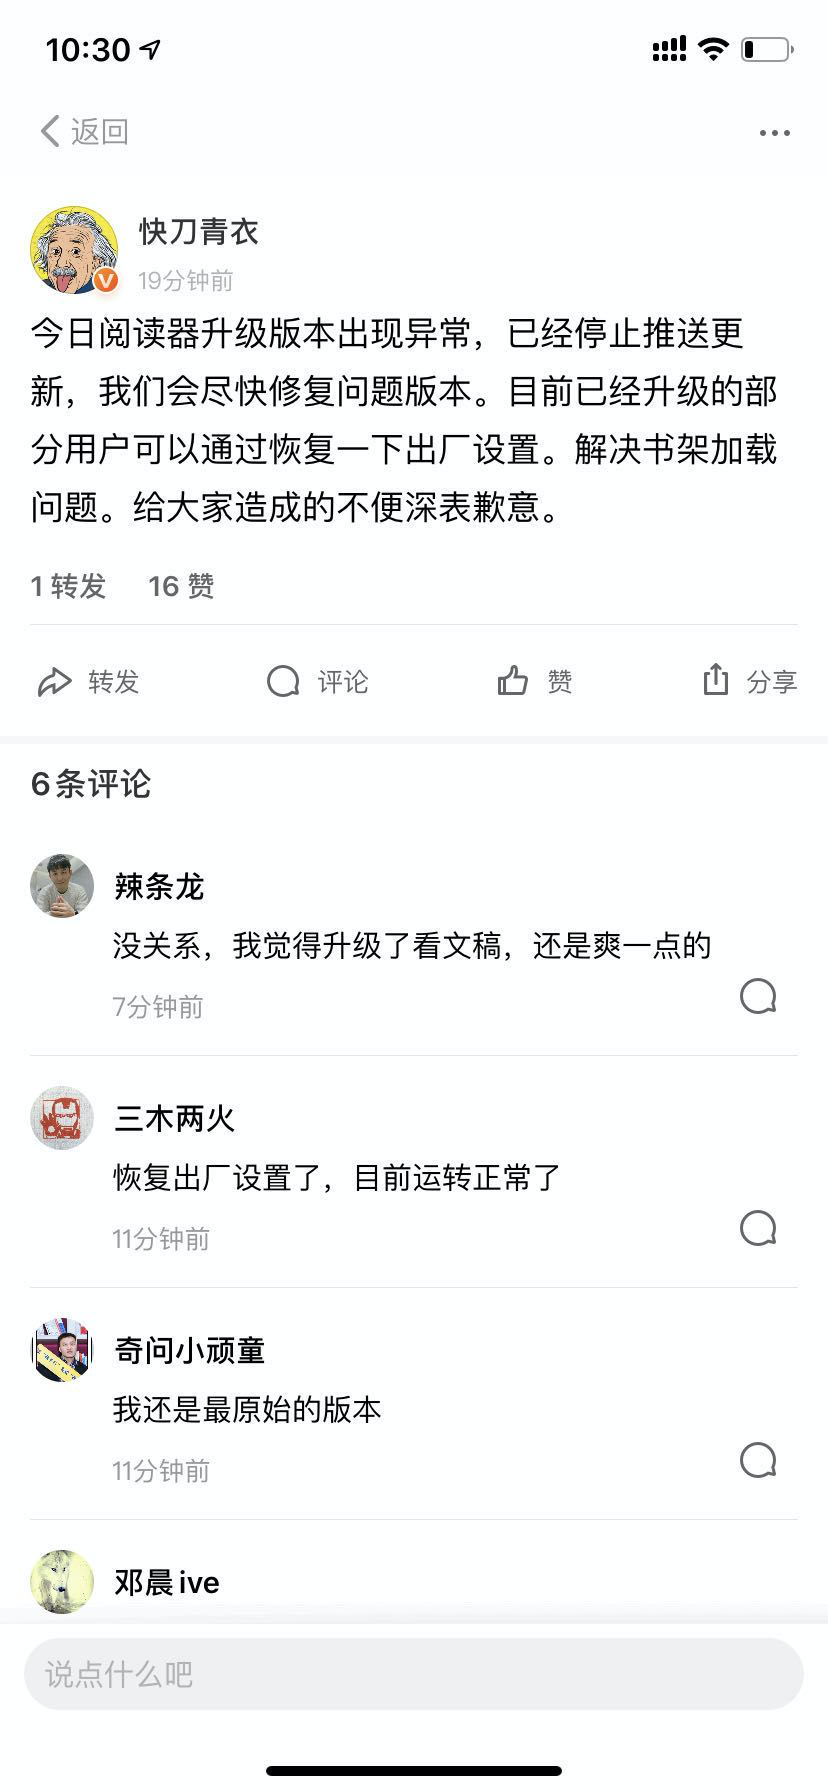 10:30
返回
快刀青衣
19分钟前
今日阅读器升级版本出现异常，已经停止推送更
新，我们会尽快修复问题版本。目前已经升级的部
分用户可以通过恢复一下出厂设置。解决书架加载
问题。给大家造成的不便深表歉意。
1 转发 16 赞
转发 评论 赞 分享
6条评论
辣条龙
没关系，我觉得升级了看文稿，还是爽一点的
7分钟前
三木两火
恢复出厂设置了，目前运转正常了
11分钟前
奇问小顽童
我还是最原始的版本
11分钟前
邓晨ive
说点什么吧